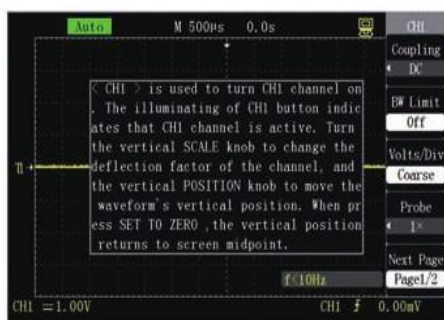 Auto M 500μs 0.0s CH1
Coupling
DC
BW Limit
Off
Volts/Div
Coarse
Probe
1×
Next Page
Page1/2
< CH1 > is used to turn CH1 channel on
. The illuminating of CH1 button indic
ates that CH1 channel is active. Turn
the vertical SCALE knob to change the
deflection factor of the channel, and
the vertical POSITION knob to move the
waveform's vertical position. When pr
ess SET TO ZERO ,the vertical position
returns to screen midpoint.
f<10Hz
CH1 1.00V CH1 0.00mV